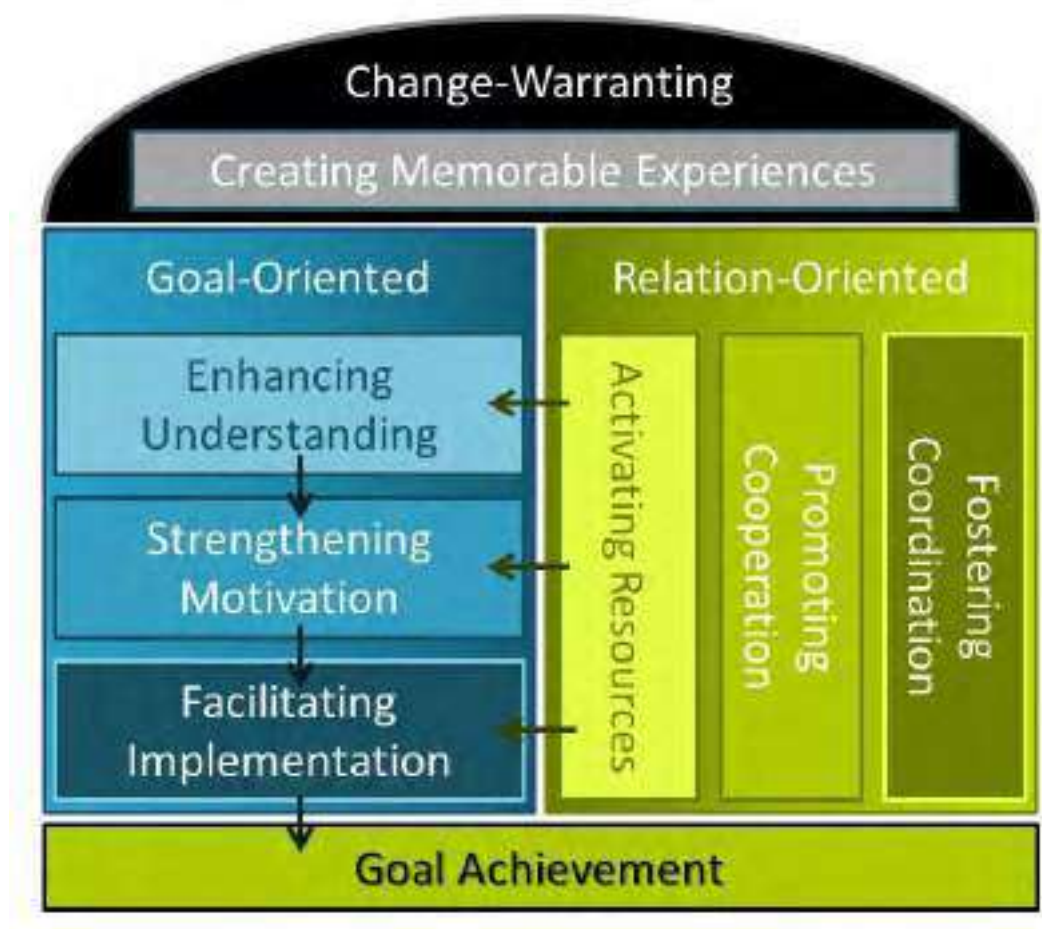 Change-Warranting
Creating Memorable Experiences
Goal-Oriented
Enhancing
Understanding
Strengthening
Motivation
Facilitating
Implementation
Relation-Oriented
Activating Resources
Promoting
Cooperation
Fostering
Coordination
Goal Achievement